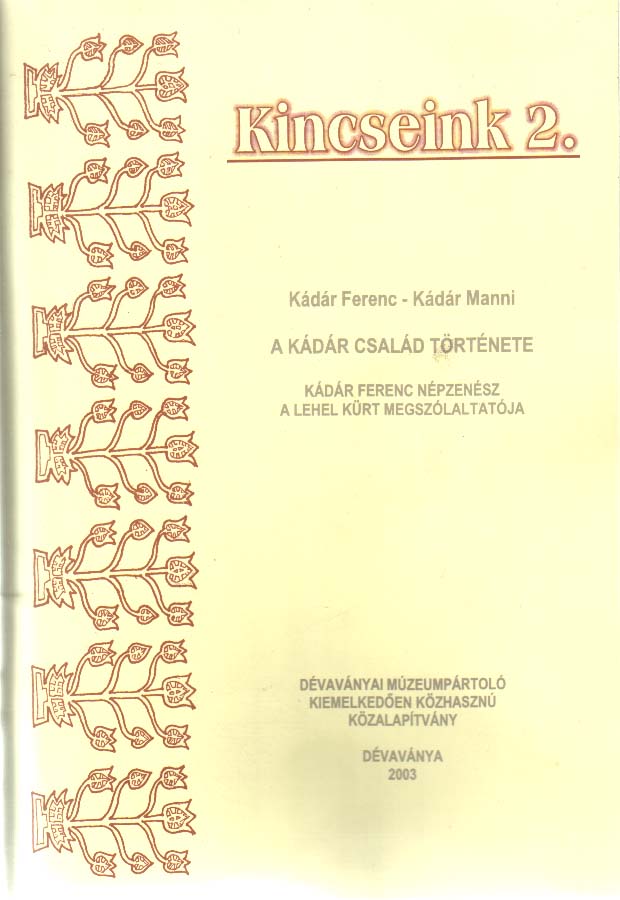 Kincseink 2.
Kádár Ferenc - Kádár Manni
A KÁDÁR CSALÁD TÖRTÉNETE
KÁDÁR FERENC NÉPZENÉSZ
A LEHEL KÜRT MEGSZÓLALTATÓJA
DÉVAVÁNYAI MÚZEUMPÁRTOLÓ
KIEMELKEDŐEN KÖZHASZNÚ
KÖZALAPÍTVÁNY
DÉVAVÁNYA
2003